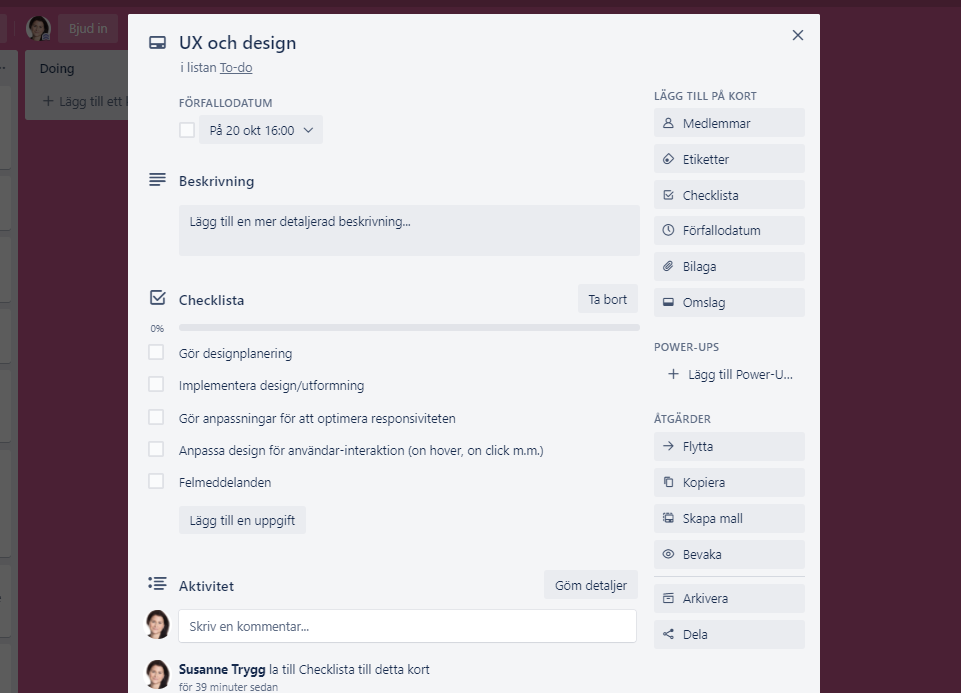 Bjud in
Doing
Lägg till ett
UX och design
i listan To-do
FÖRFALLODATUM
På 20 okt 16:00
Beskrivning
Lägg till en mer detaljerad beskrivning...
Checklista
Ta bort
0%
Gör designplanering
Implementera design/utformning
Gör anpassningar för att optimera responsiviteten
Anpassa design för användar-interaktion (on hover, on click m.m.)
Felmeddelanden
Lägg till en uppgift
Aktivitet
Göm detaljer
Skriv en kommentar...
Susanne Trygg la till Checklista till detta kort
för 39 minuter sedan
LÄGG TILL PÅ KORT
Medlemmar
Etiketter
Checklista
Förfallodatum
Bilaga
Omslag
POWER-UPS
Lägg till Power-U...
ÅTGÄRDER
Flytta
Kopiera
Skapa mall
Bevaka
Arkivera
Dela